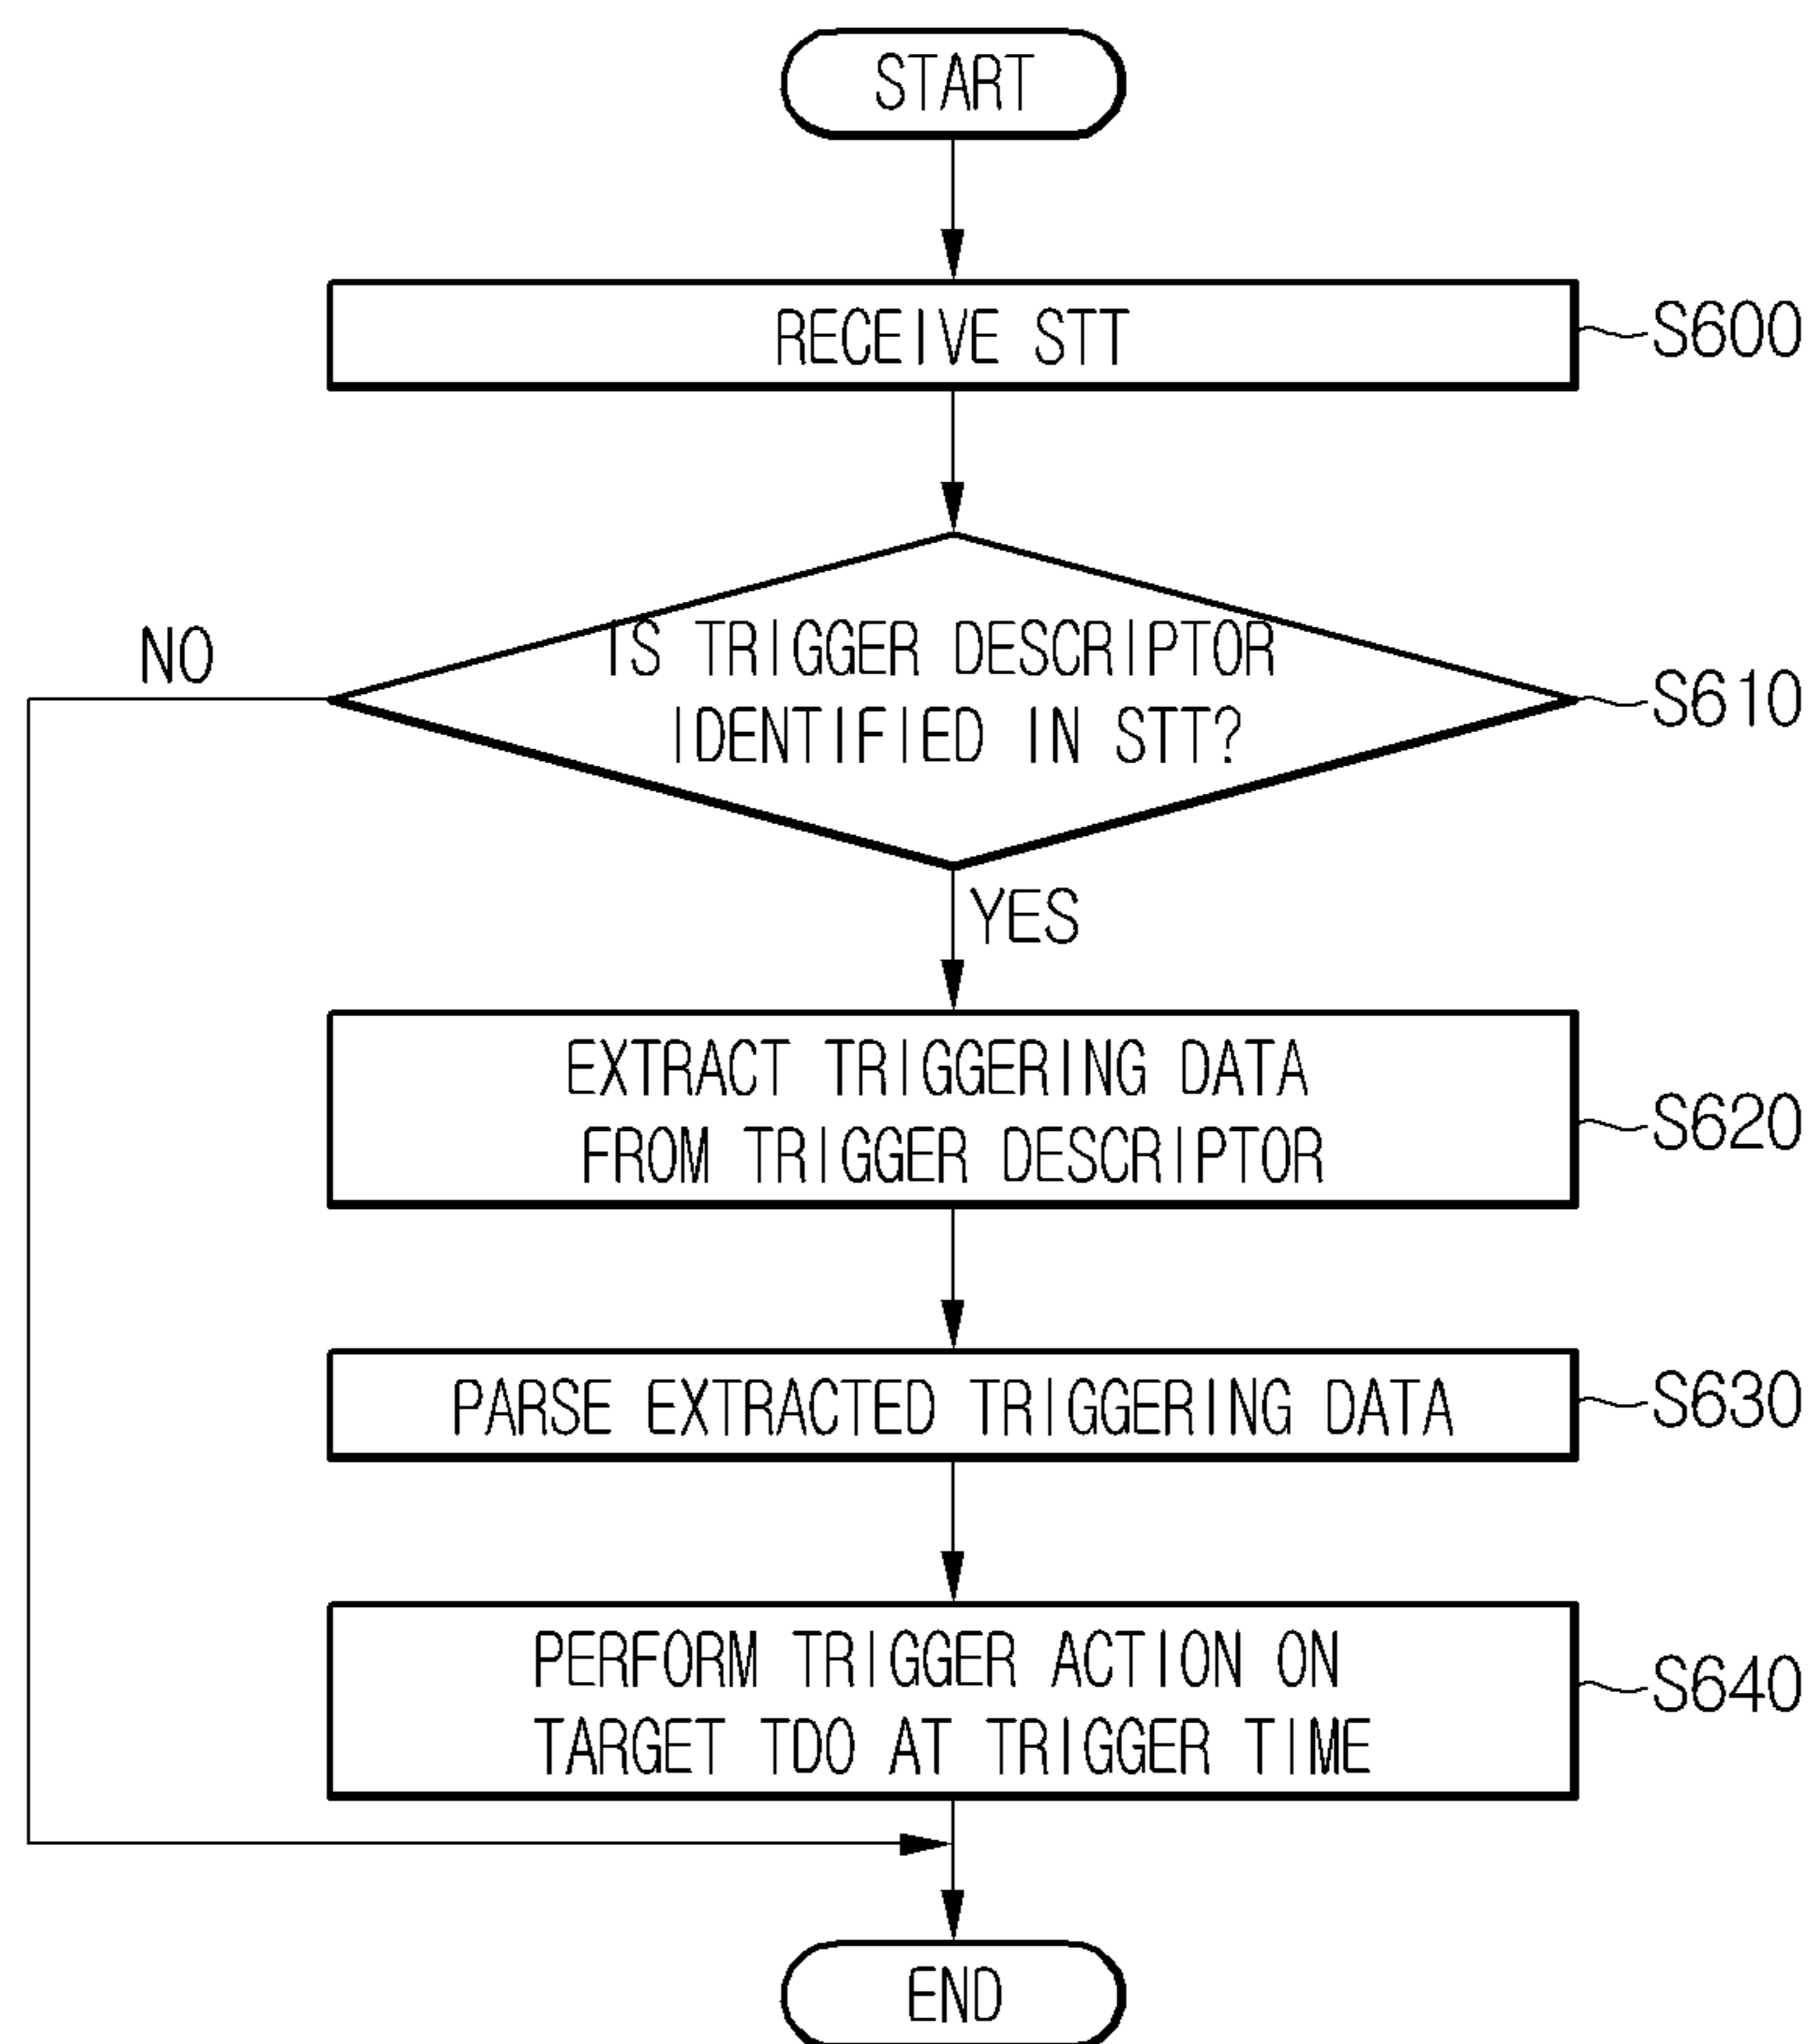 START
RECEIVE STT
S600
NO
IS TRIGGER DESCRIPTOR
IDENTIFIED IN STT?
S610
YES
EXTRACT TRIGGERING DATA
FROM TRIGGER DESCRIPTOR
S620
PARSE EXTRACTED TRIGGERING DATA
S630
PERFORM TRIGGER ACTION ON
TARGET TDO AT TRIGGER TIME
S640
END